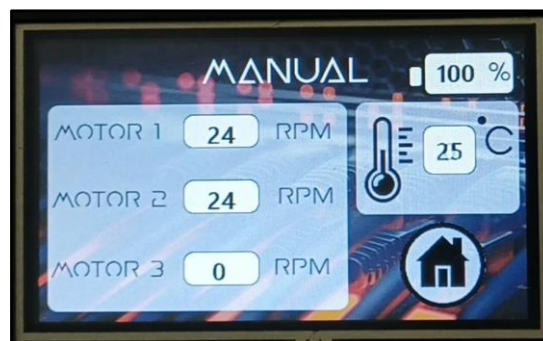 MANUAL
100 %
MOTOR 1 24 RPM
MOTOR 2 24 RPM
MOTOR 3 0 RPM
25 °C